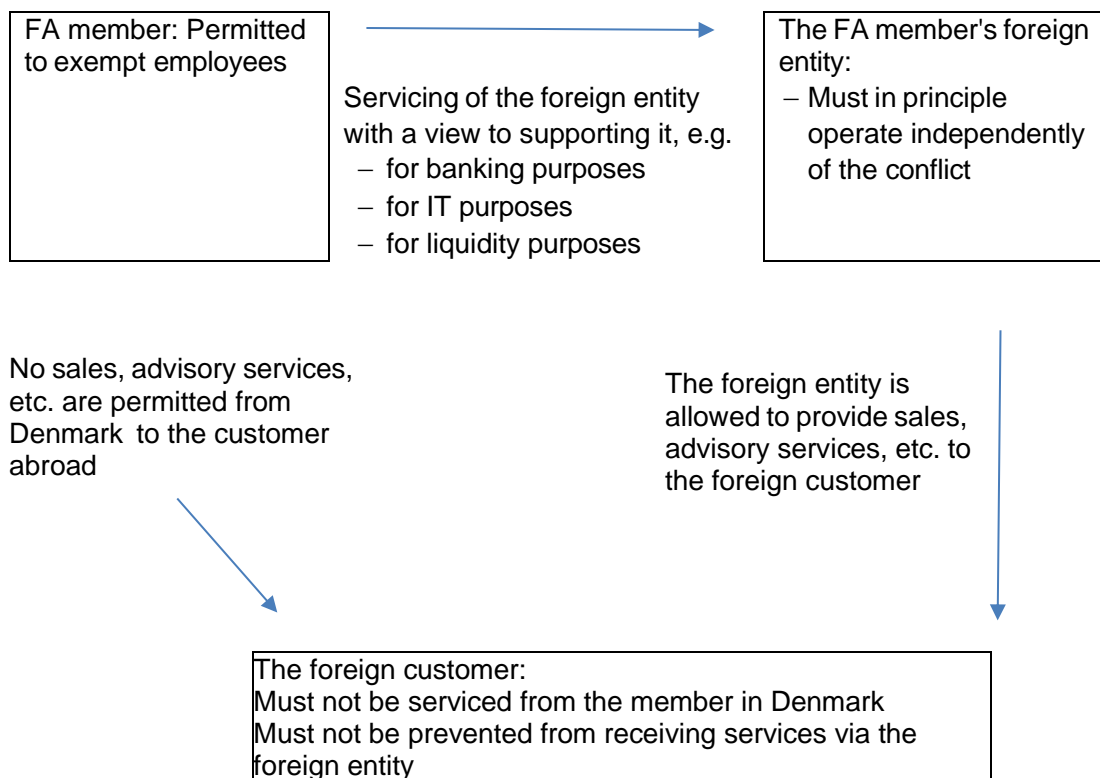 FA member: Permitted
to exempt employees
Servicing of the foreign entity
with a view to supporting it, e.g.
– for banking purposes
– for IT purposes
– for liquidity purposes
The FA member's foreign
entity:
– Must in principle
operate independently
of the conflict
No sales, advisory services,
etc. are permitted from
Denmark to the customer
abroad
The foreign entity is
allowed to provide sales,
advisory services, etc. to
the foreign customer
The foreign customer:
Must not be serviced from the member in Denmark
Must not be prevented from receiving services via the
foreign entity